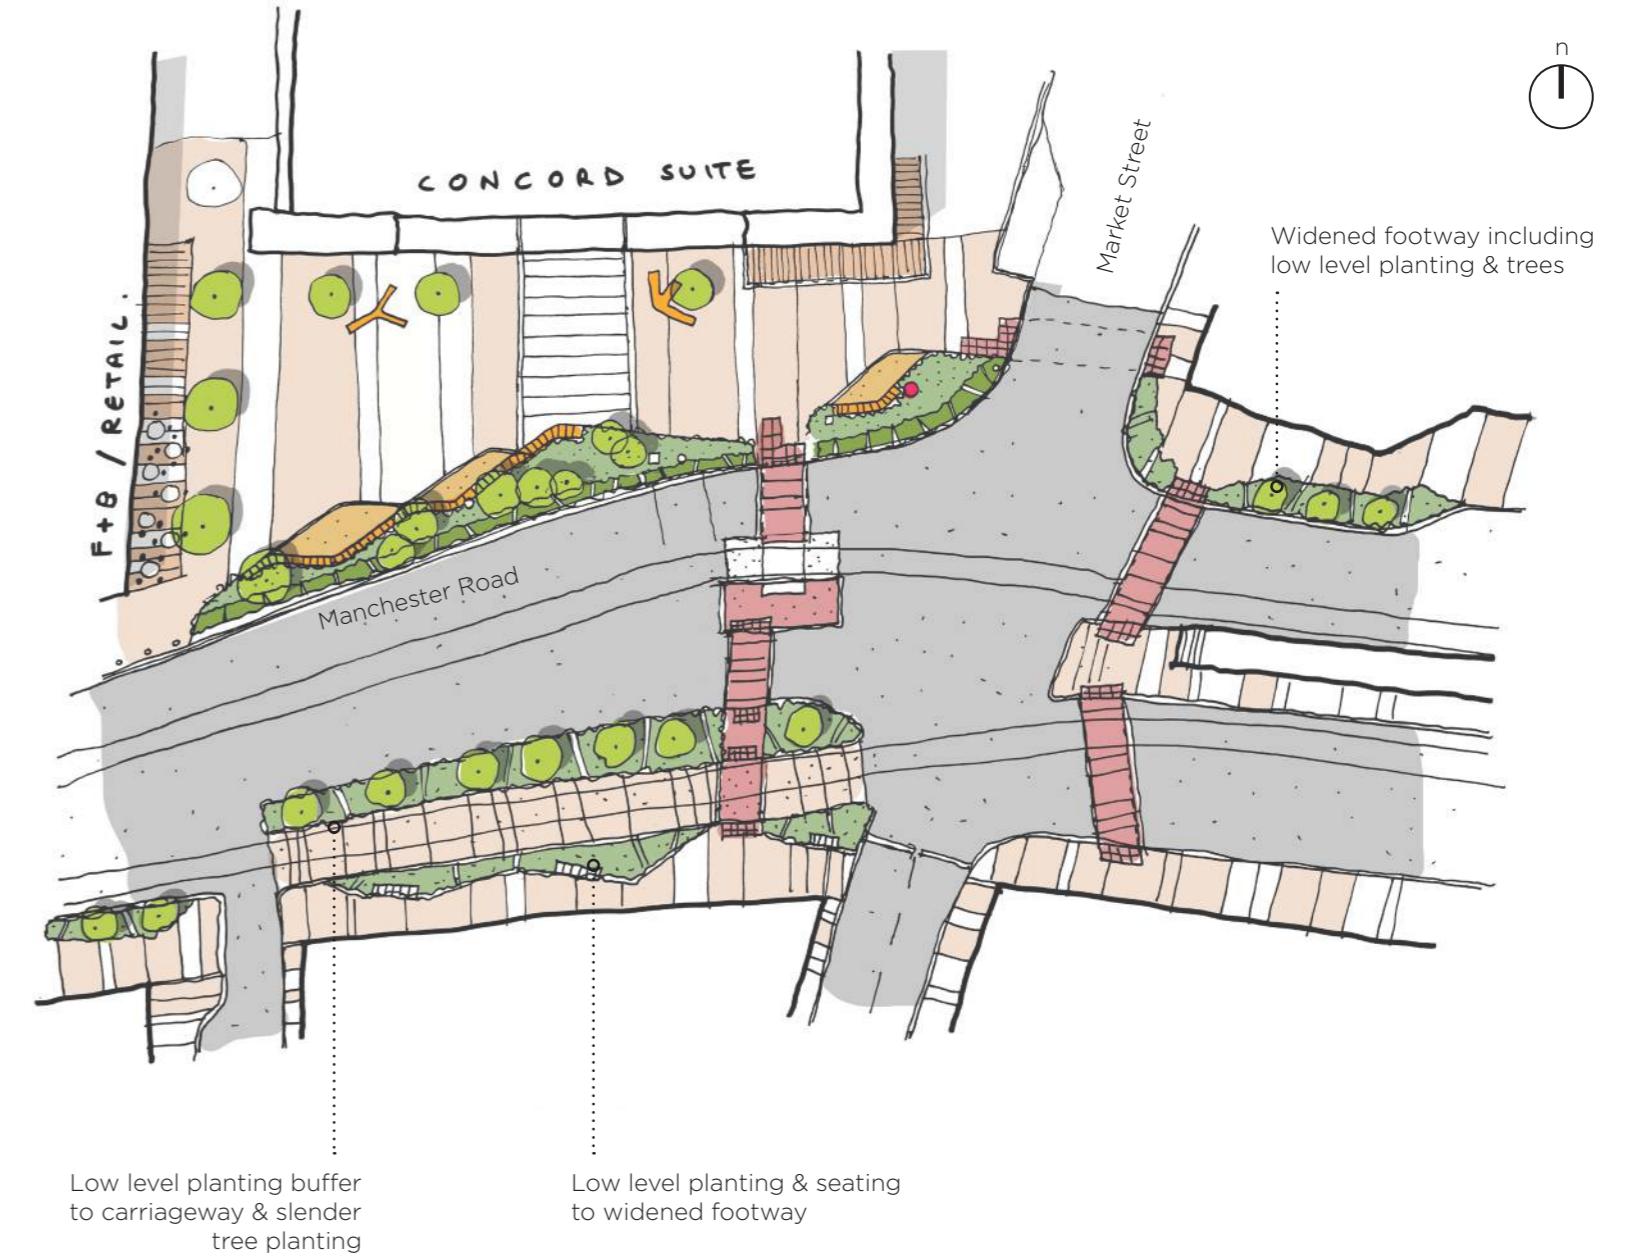 n
CONCORD SUITE
Market Street
Widened footway including
low level planting & trees
F+B / RETAIL.
Manchester Road
Low level planting buffer
to carriageway & slender
tree planting
Low level planting & seating
to widened footway